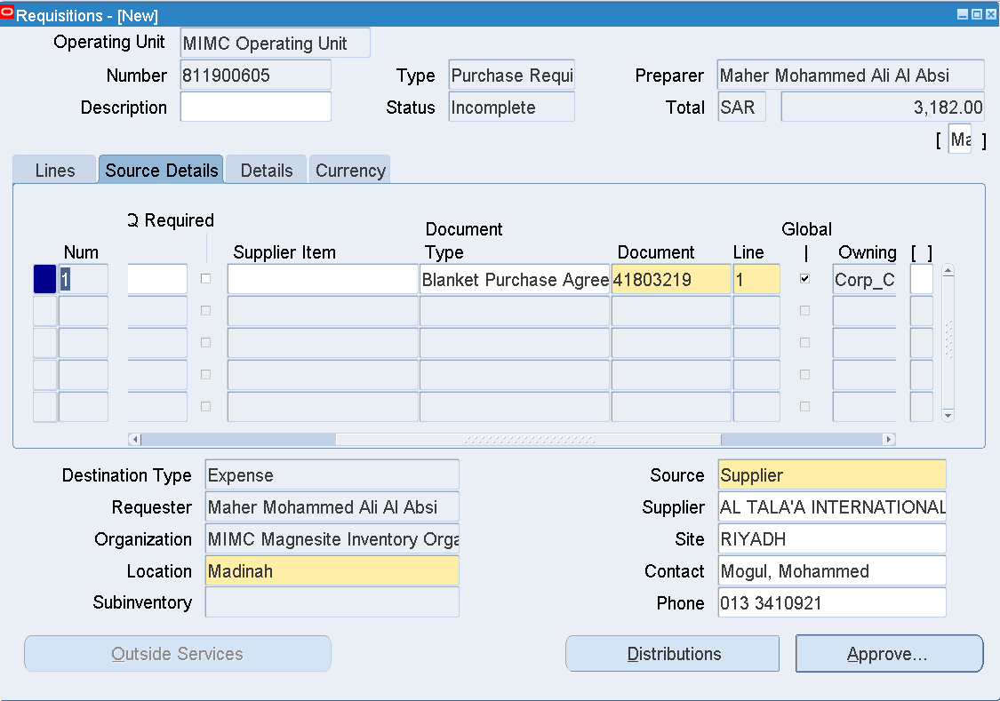 Requisitions - [New]
Operating Unit MIMC Operating Unit
Number 811900605 Type Purchase Requi Preparer Maher Mohammed Ali Al Absi
Description Status Incomplete Total SAR 3,182.00
[ Ma ]
Lines Source Details Details Currency
Q Required
Document
Global
Num Supplier Item Type Document Line | Owning [ ]
1 Blanket Purchase Agree 41803219 1 Corp_C
Destination Type Expense Source Supplier
Requester Maher Mohammed Ali Al Absi Supplier AL TALA'A INTERNATIONAL
Organization MIMC Magnesite Inventory Orga Site RIYADH
Location Madinah Contact Mogul, Mohammed
Subinventory Phone 013 3410921
Outside Services Distributions Approve...